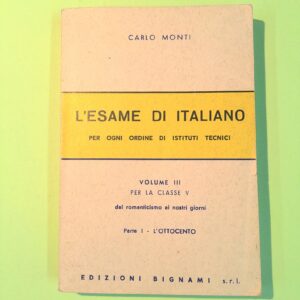 CARLO MONTI
L'ESAME DI ITALIANO
PER OGNI ORDINE DI ISTITUTI TECNICI
VOLUME III
PER LA CLASSE V
dal romanticismo ai nostri giorni
Parte I - L'OTTOCENTO
EDIZIONI BIGNAMI s.r.l.